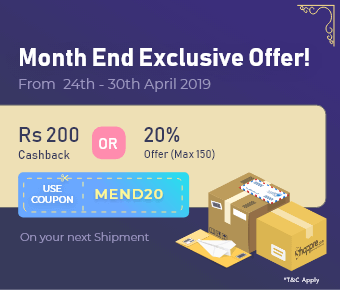 Month End Exclusive Offer!
From 24th - 30th April 2019
Rs 200
Cashback
OR
20%
Offer (Max 150)
USE
COUPON
MEND20
On your next Shipment
Shoppre
*T&C Apply